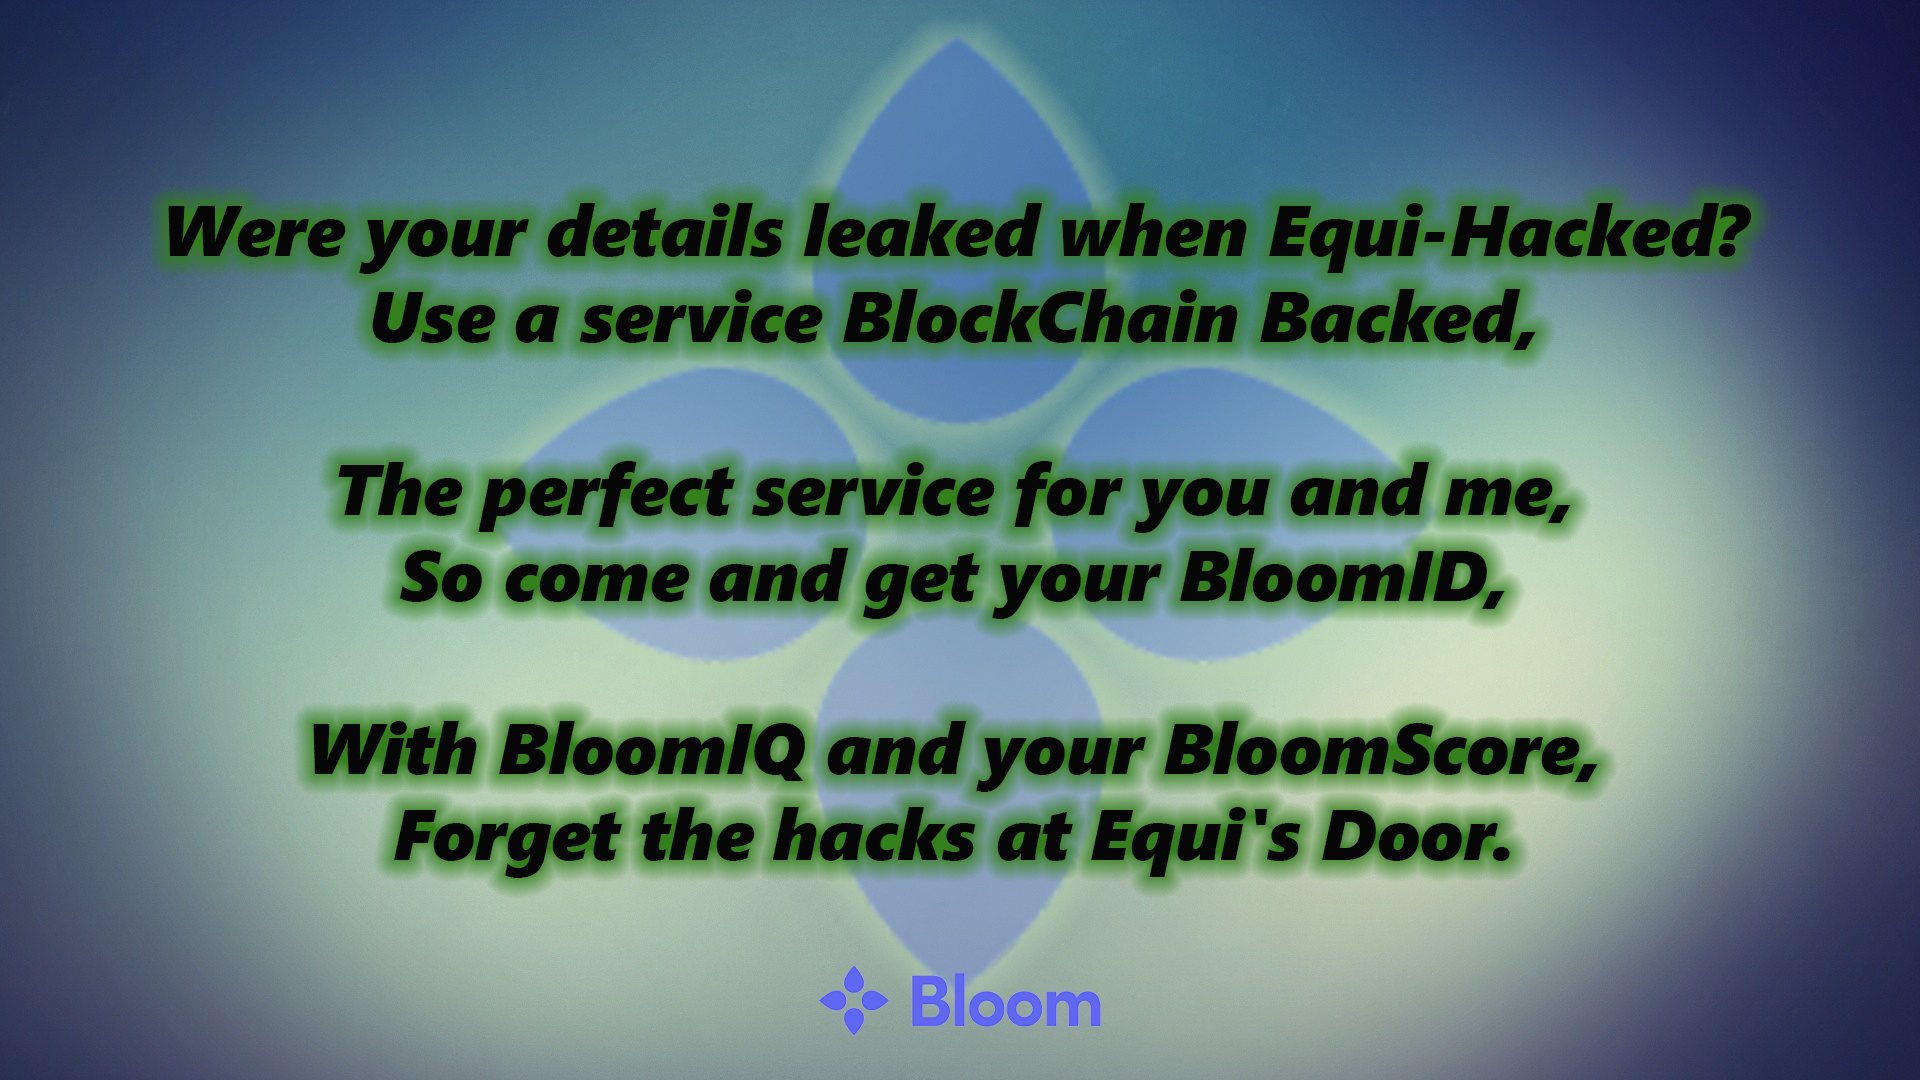 Were your details leaked when Equi-Hacked?
Use a service BlockChain Backed,
The perfect service for you and me,
So come and get your BloomID,
With BloomIQ and your BloomScore,
Forget the hacks at Equi's Door.
Bloom